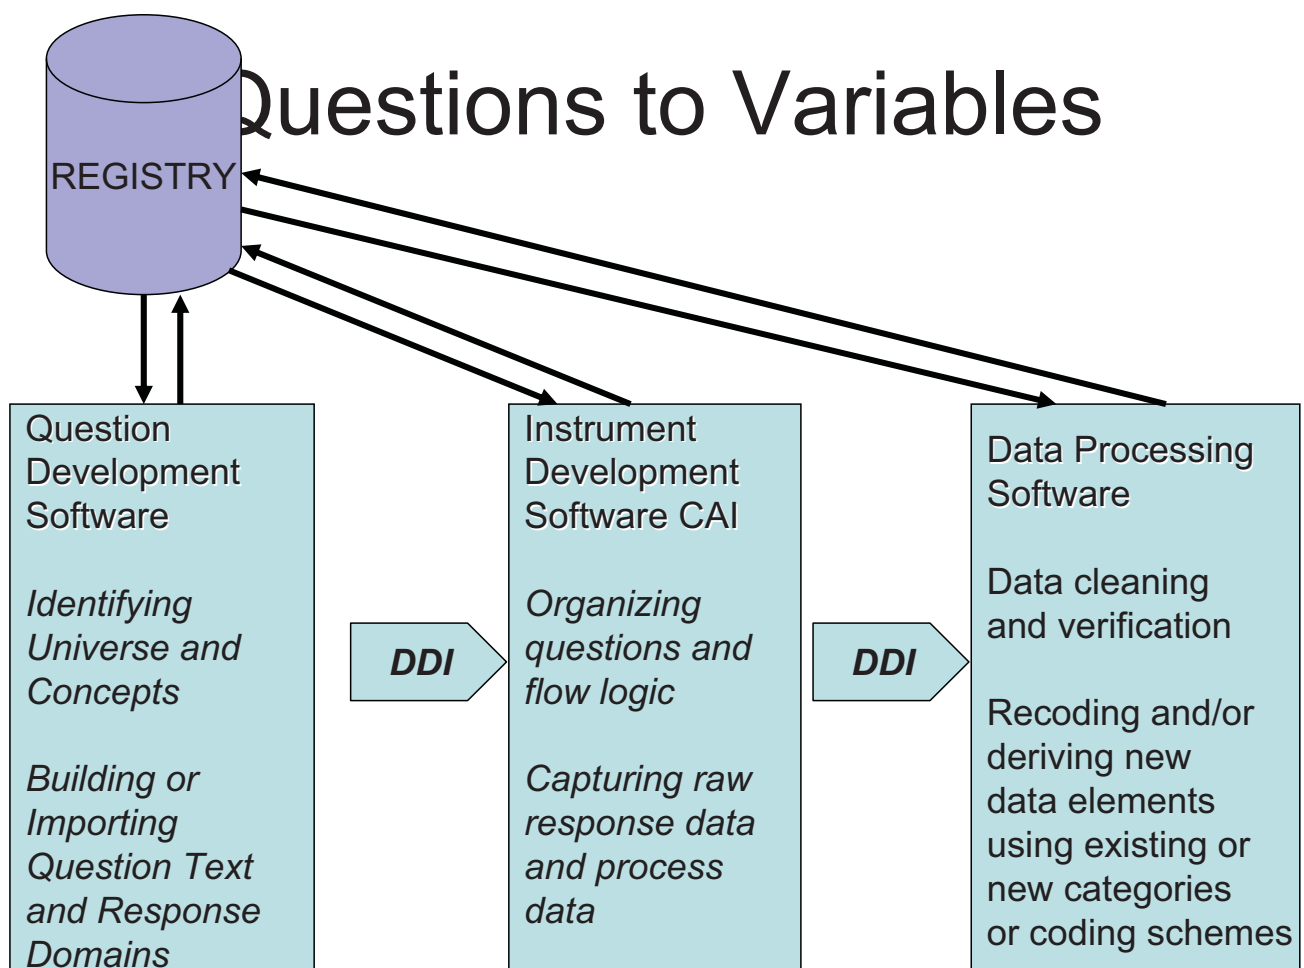 Questions to Variables
REGISTRY
Question
Development
Software
Identifying
Universe and
Concepts
Building or
Importing
Question Text
and Response
Domains
DDI
Instrument
Development
Software CAI
Organizing
questions and
flow logic
Capturing raw
response data
and process
data
DDI
Data Processing
Software
Data cleaning
and verification
Recoding and/or
deriving new
data elements
using existing or
new categories
or coding schemes